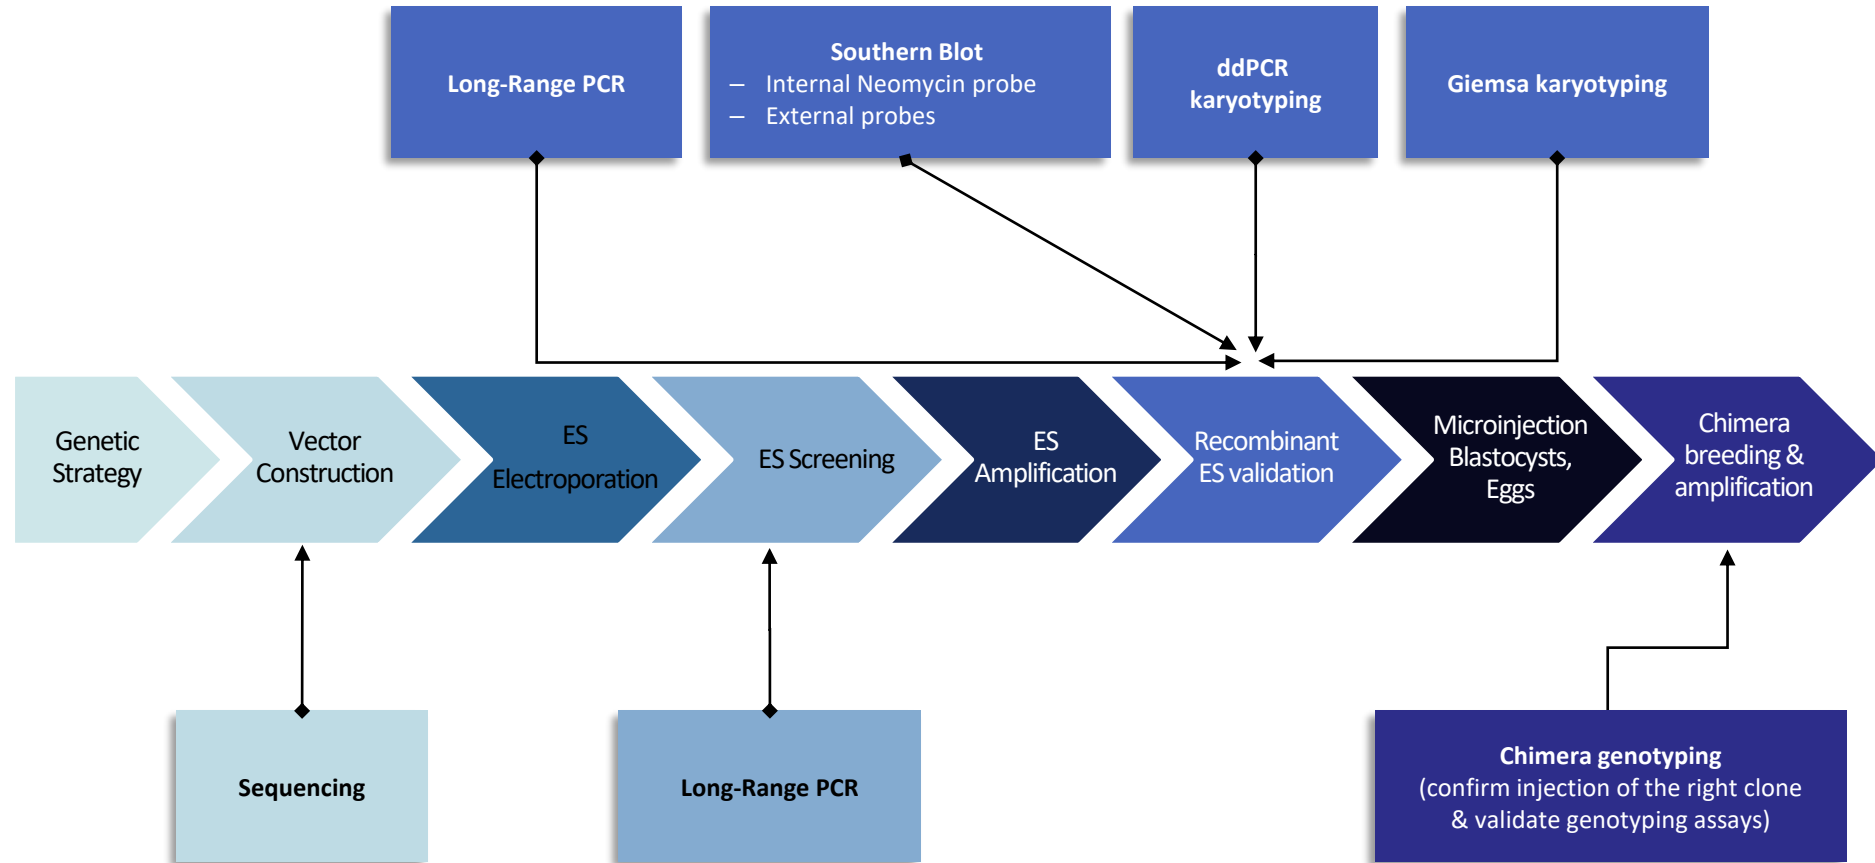 Long-Range PCR
Southern Blot
– Internal Neomycin probe
– External probes
ddPCR
karyotyping
Giemsa karyotyping
Genetic
Strategy
Vector
Construction
ES
Electroporation
ES Screening
ES
Amplification
Recombinant
ES validation
Microinjection
Blastocysts,
Eggs
Chimera
breeding &
amplification
Sequencing
Long-Range PCR
Chimera genotyping
(confirm injection of the right clone
& validate genotyping assays)